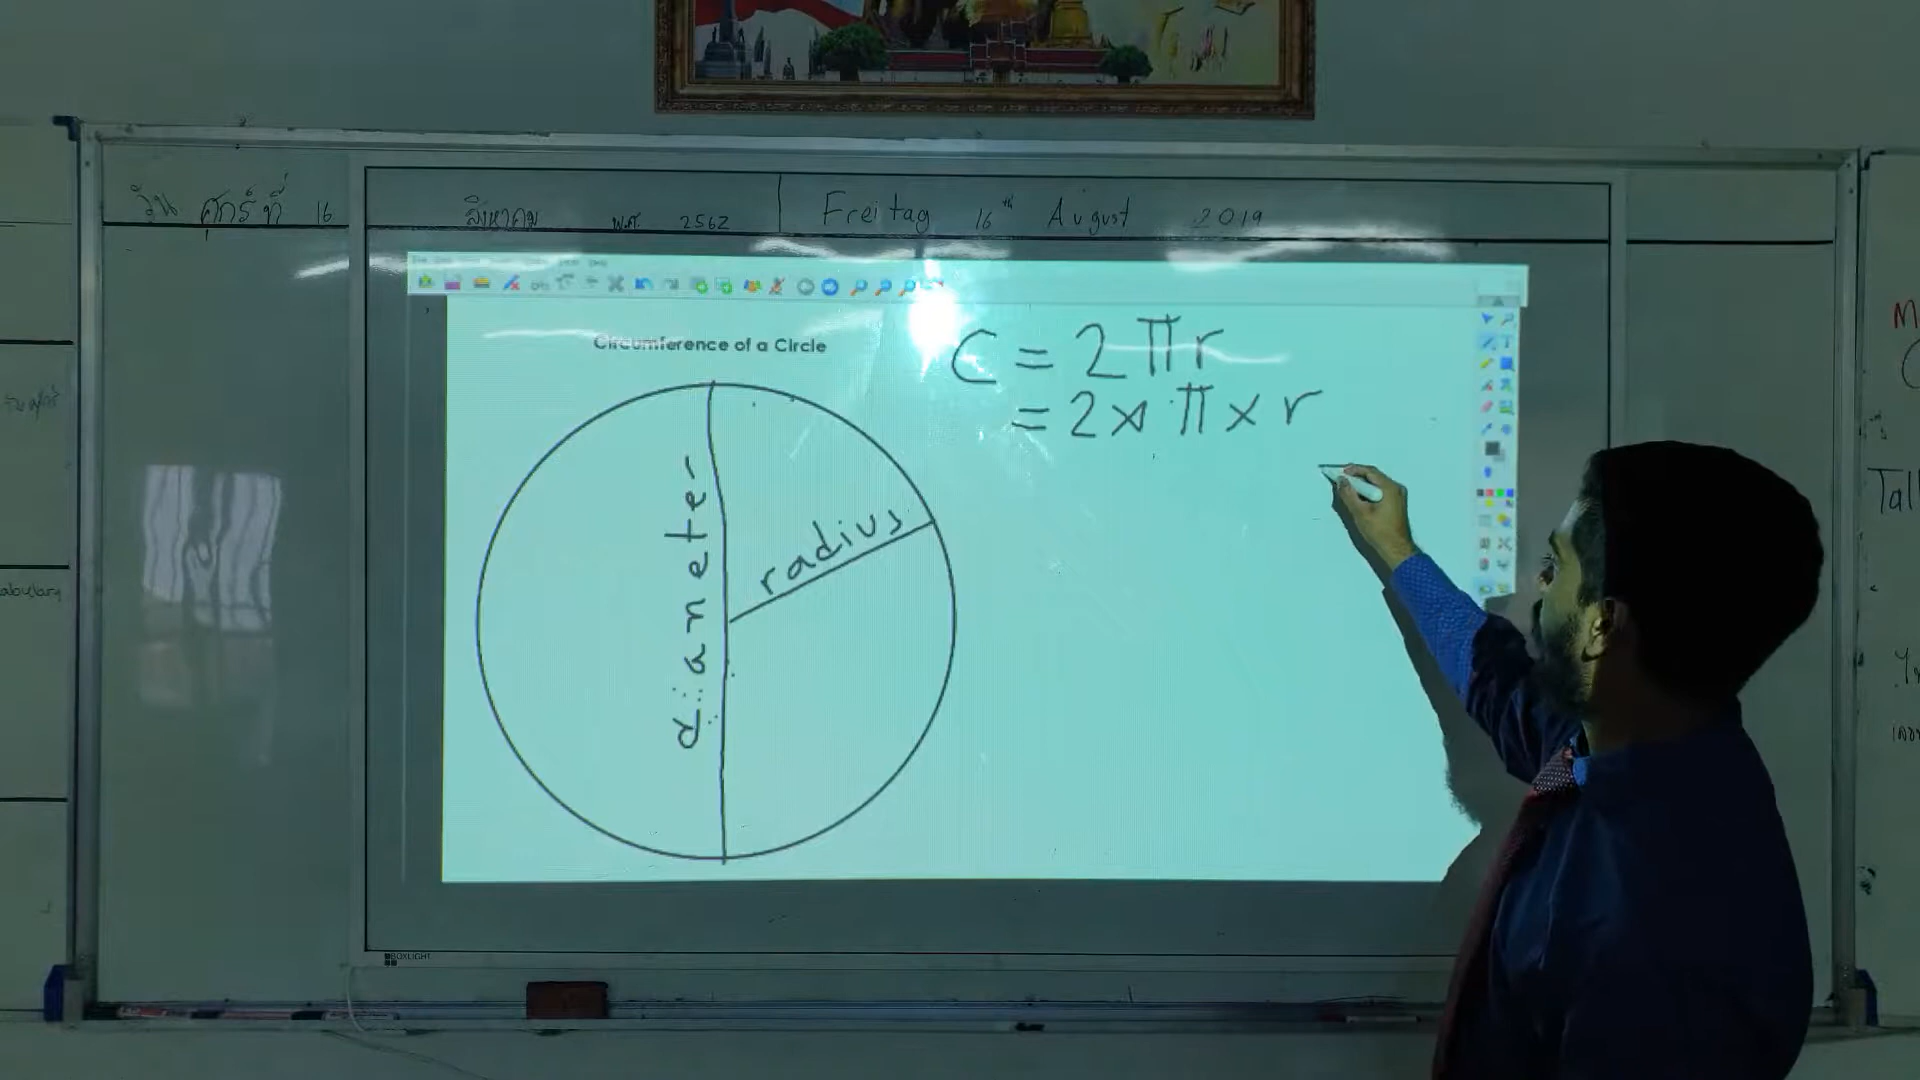 วัน ศุกร์ ที่ 16 สิงหาคม พ.ศ. 2562
Freitag 16th August 2019
Circumference of a Circle
C = 2πr
= 2 x π x r
diameter
radius
BOXLIGHT
Tall